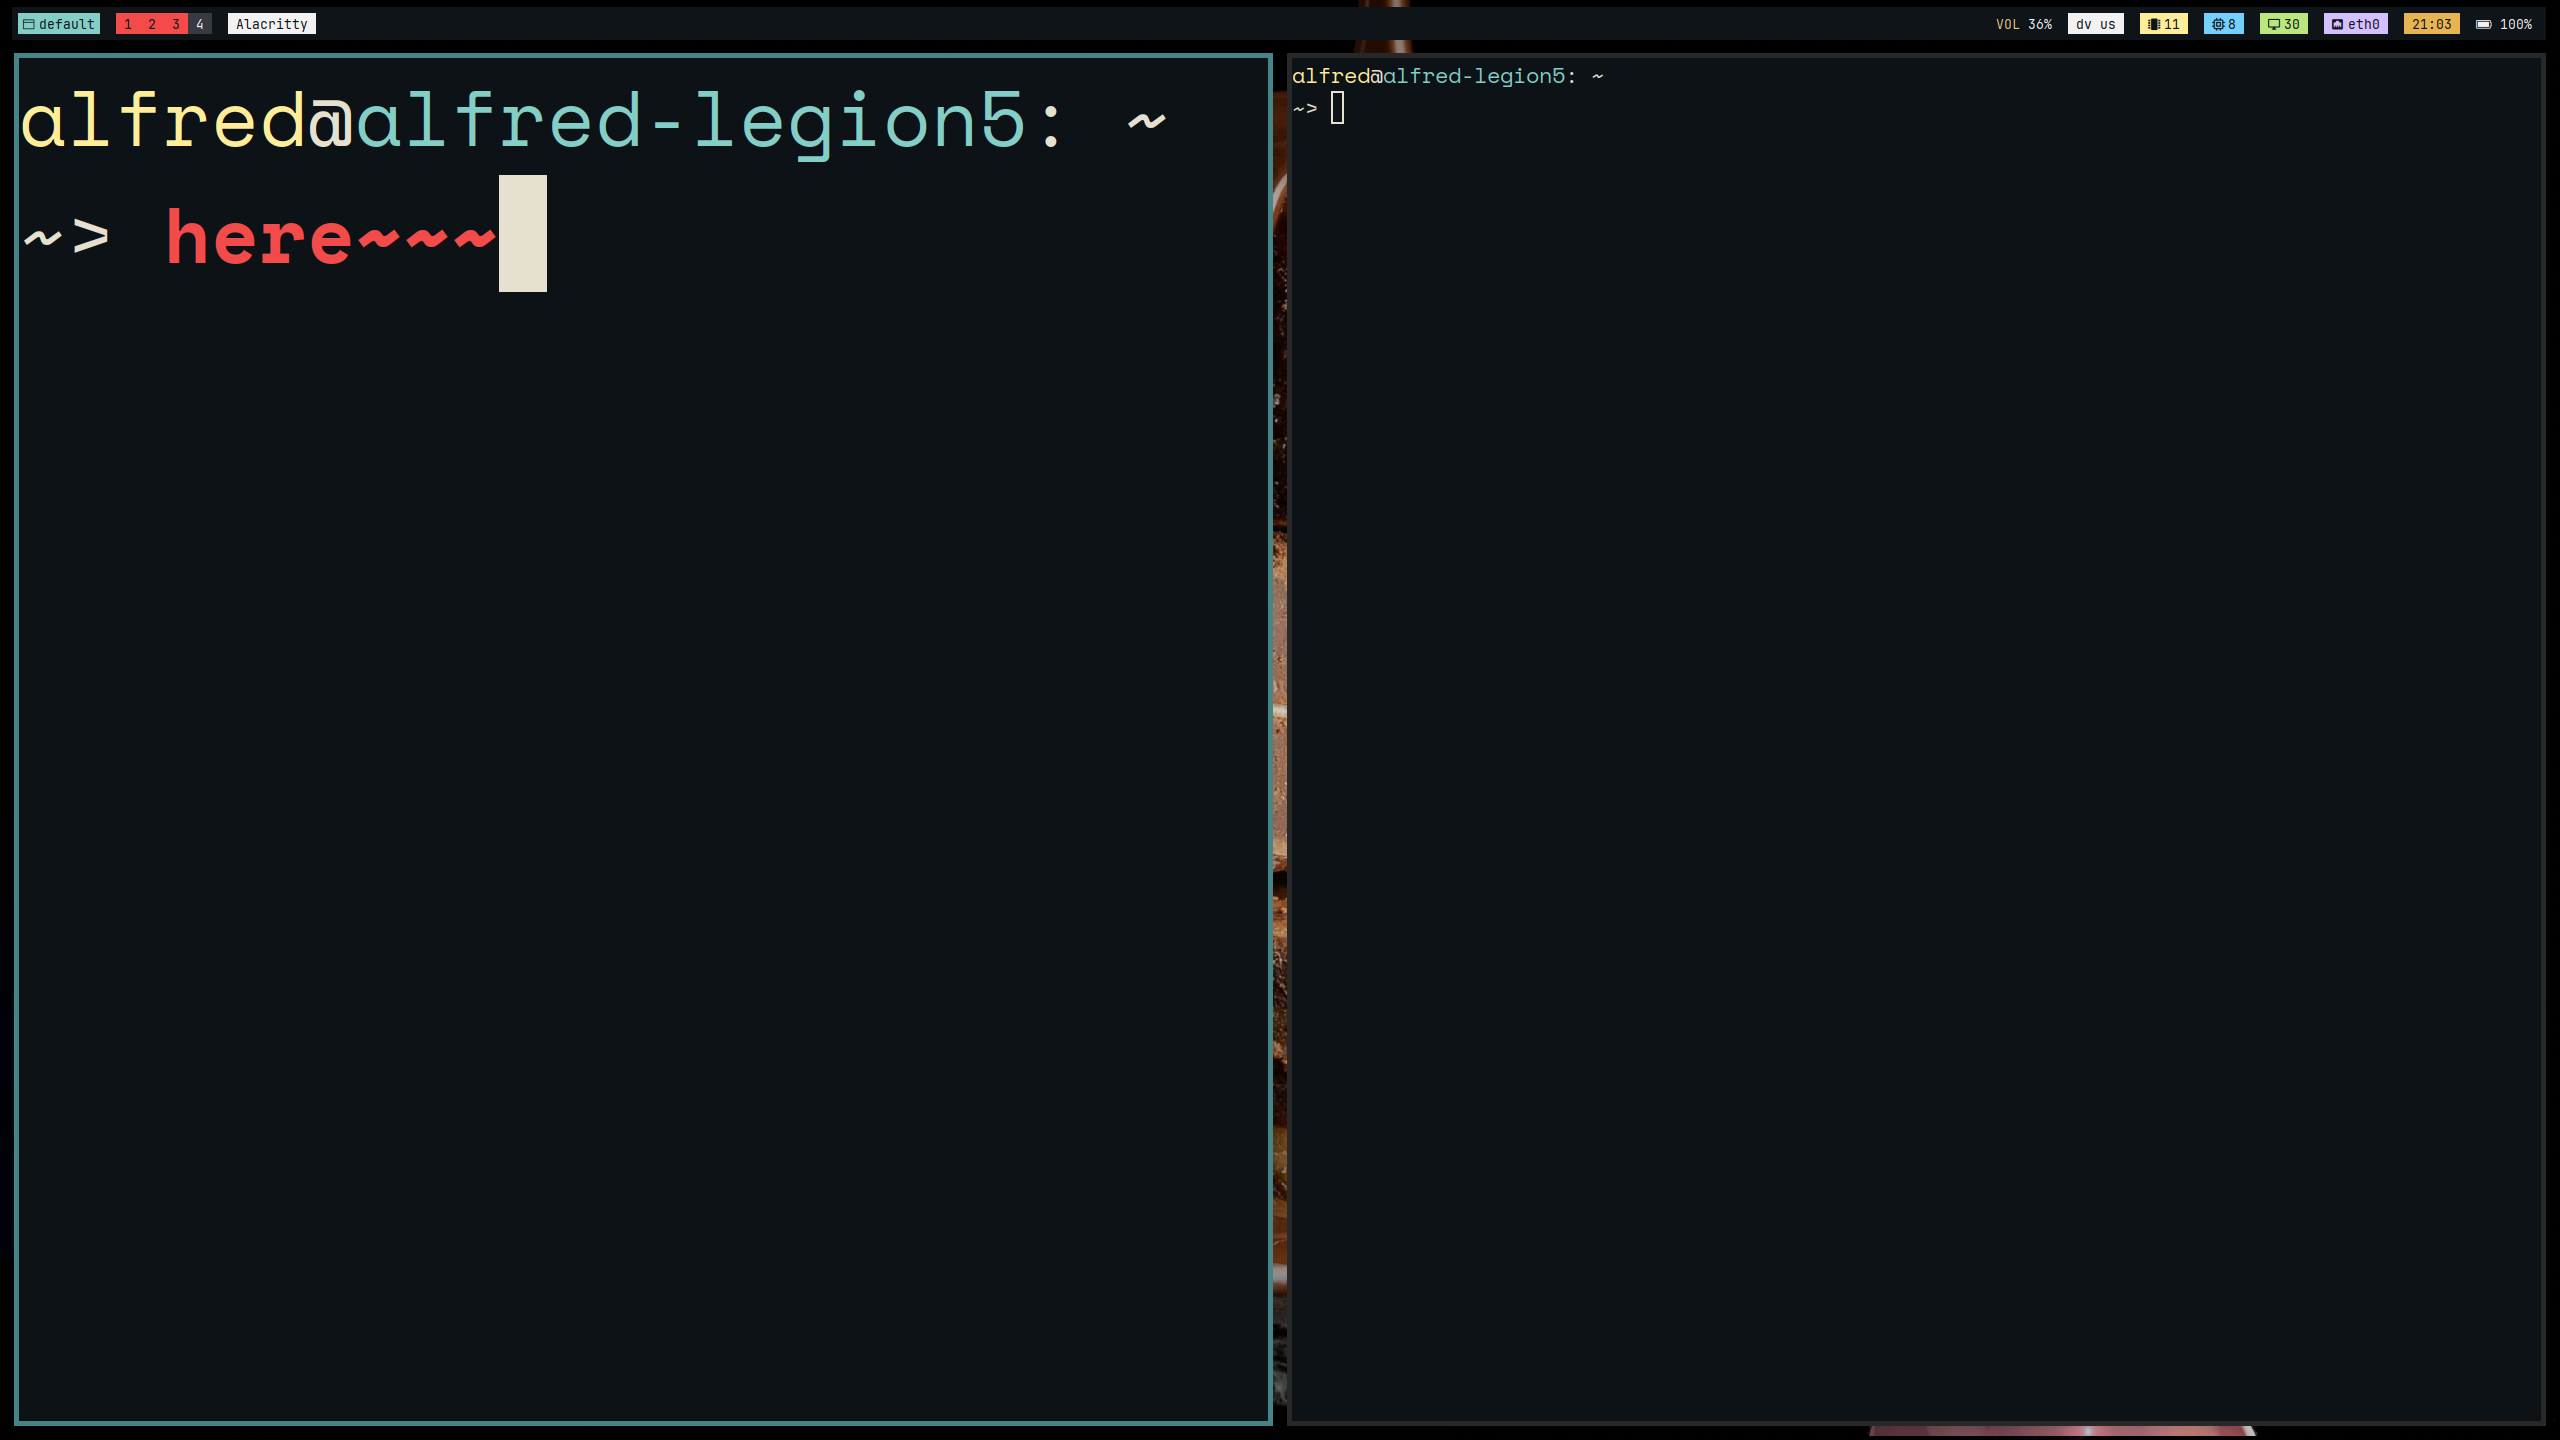 default 1 2 3 4 Alacritty VOL 36% dv us 11 8 30 eth0 21:03 100%
alfred@alfred-legion5: ~
~> here~~~
alfred@alfred-legion5: ~
~>